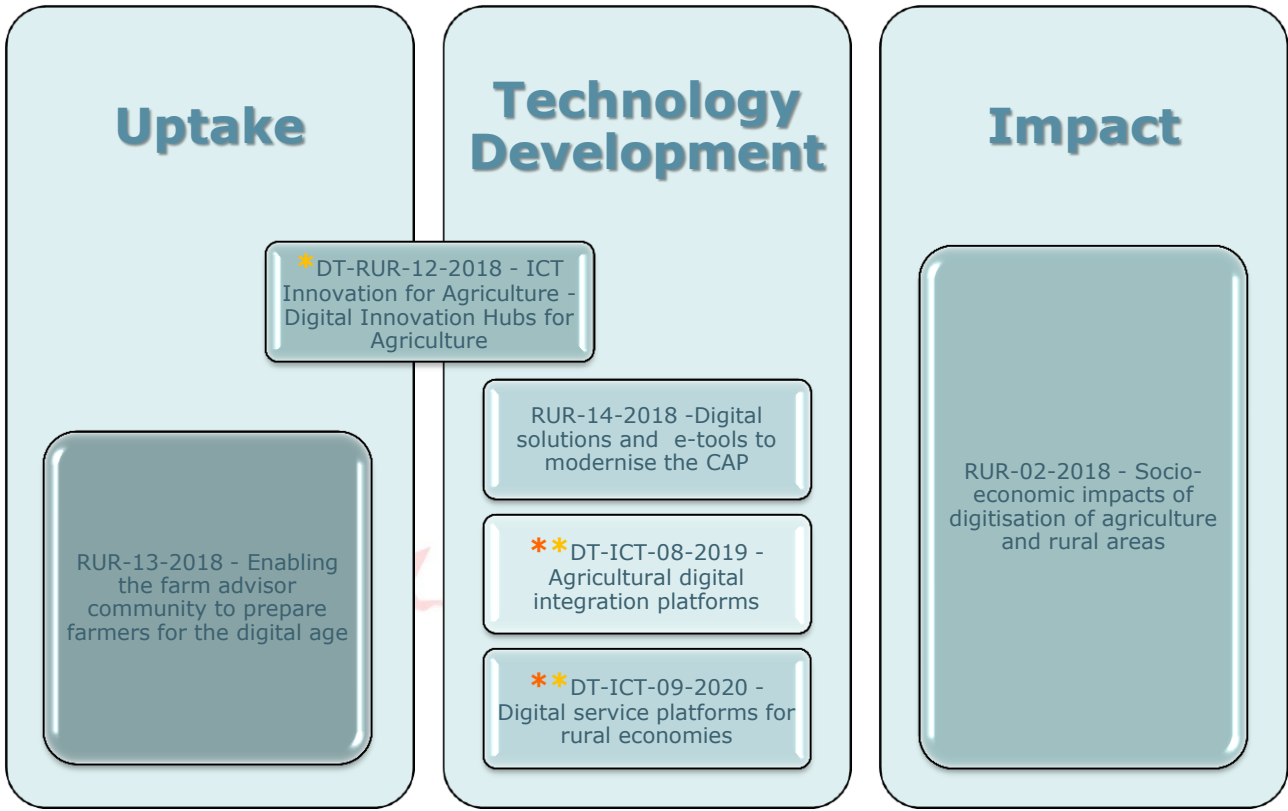 Uptake
Technology
Development
Impact
*DT-RUR-12-2018 - ICT
Innovation for Agriculture -
Digital Innovation Hubs for
Agriculture
RUR-13-2018 - Enabling
the farm advisor
community to prepare
farmers for the digital age
RUR-14-2018 -Digital
solutions and e-tools to
modernise the CAP
**DT-ICT-08-2019 -
Agricultural digital
integration platforms
**DT-ICT-09-2020 -
Digital service platforms for
rural economies
RUR-02-2018 - Socio-
economic impacts of
digitisation of agriculture
and rural areas